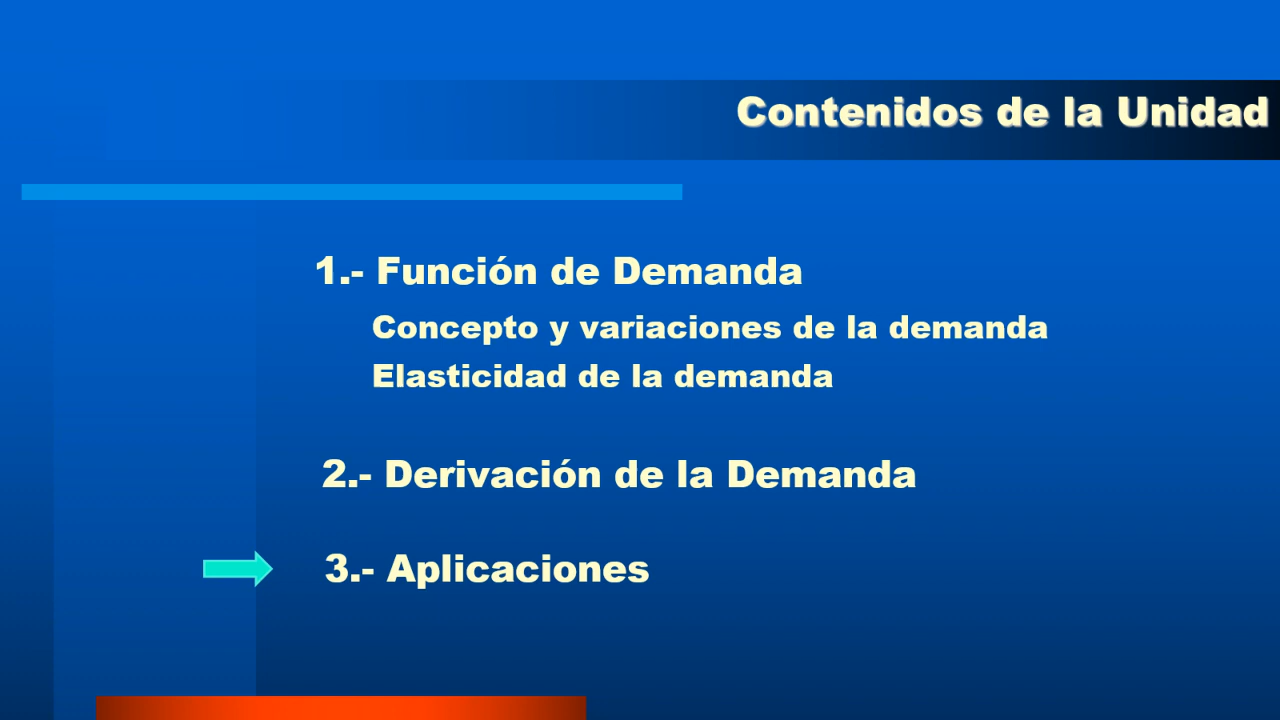 Contenidos de la Unidad
1.- Función de Demanda
Concepto y variaciones de la demanda
Elasticidad de la demanda
2.- Derivación de la Demanda
3.- Aplicaciones